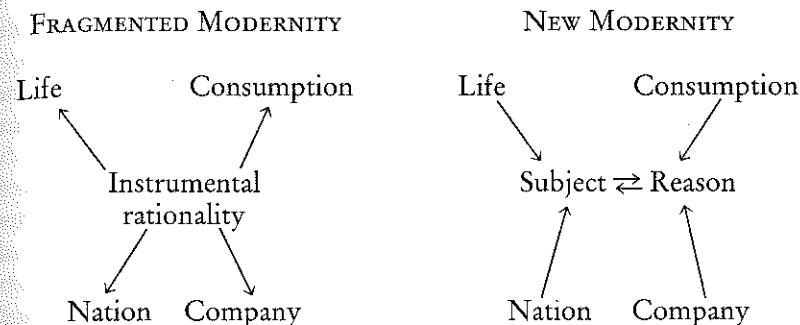 FRAGMENTED MODERNITY
Life Consumption
Instrumental
rationality
Nation Company
NEW MODERNITY
Life Consumption
Subject ⇄ Reason
Nation Company